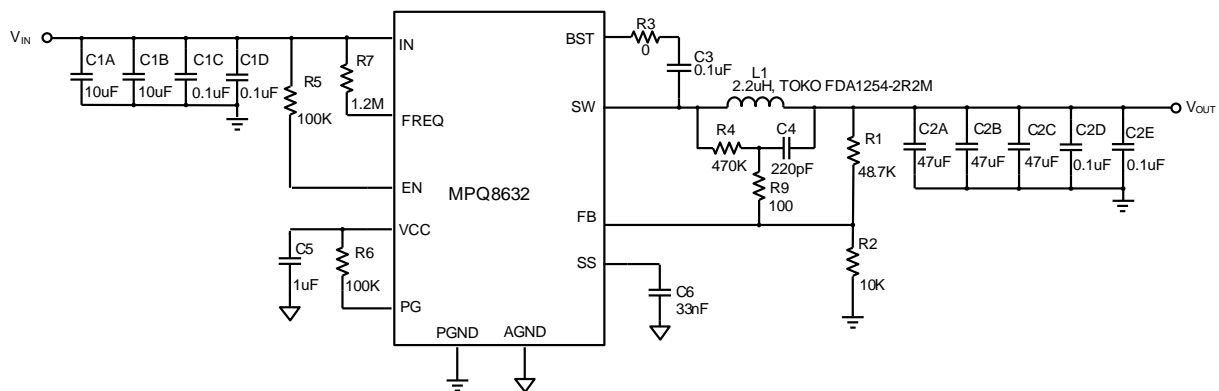 VIN
C1A
10uF
C1B
10uF
C1C
0.1uF
C1D
0.1uF
R5
100K
R7
1.2M
IN
FREQ
EN
VCC
PG
PGND
AGND
MPQ8632
BST
SW
FB
SS
C5
1uF
R6
100K
R3
0
C3
0.1uF
L1
2.2uH, TOKO FDA1254-2R2M
R4
470K
C4
220pF
R9
100
R1
48.7K
R2
10K
C6
33nF
C2A
47uF
C2B
47uF
C2C
47uF
C2D
0.1uF
C2E
0.1uF
VOUT